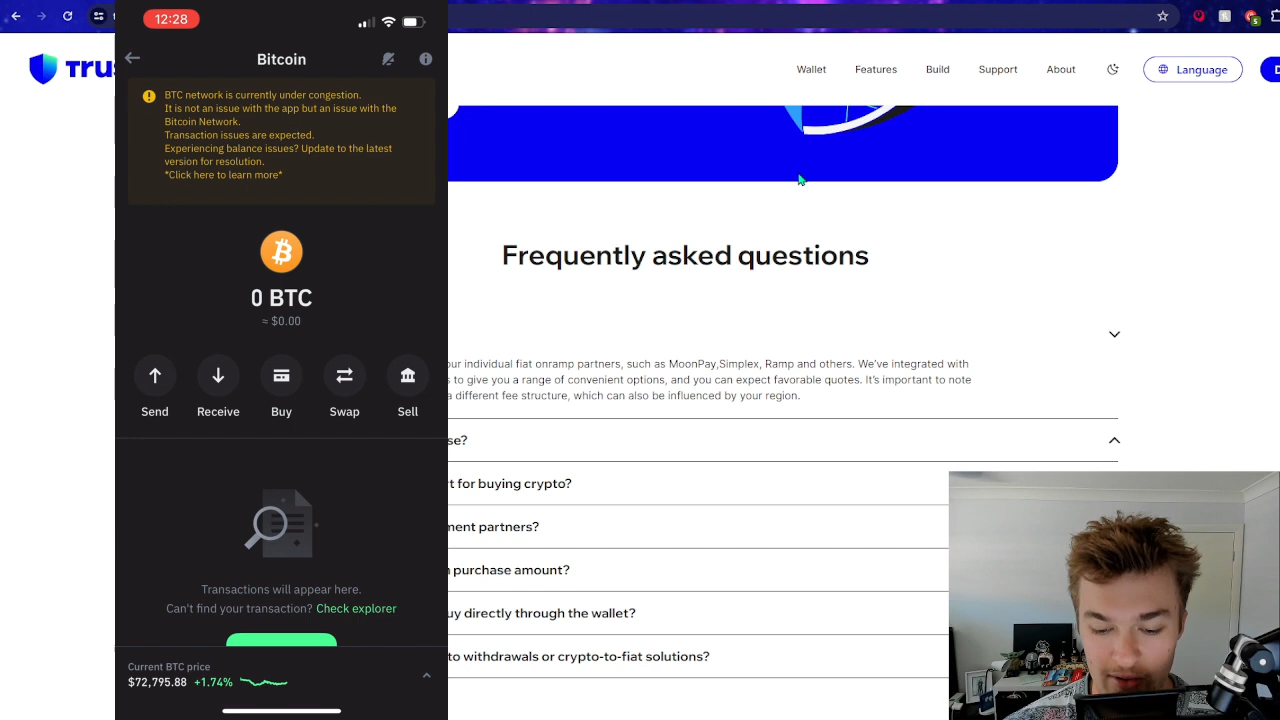 12:28
Bitcoin
BTC network is currently under congestion.
It is not an issue with the app but an issue with the
Bitcoin Network.
Transaction issues are expected.
Experiencing balance issues? Update to the latest
version for resolution.
*Click here to learn more*
0 BTC
≈ $0.00
Send
Receive
Buy
Swap
Sell
Transactions will appear here.
Can't find your transaction? Check explorer
Current BTC price
$72,795.88 +1.74%
Wallet
Features
Build
Support
About
Language
Frequently asked questions
our individual fiat onramp partners, such as MoonPay,Simplex, Ramp and others. We've integrated with
s to give you a range of convenient options, and you can expect favorable quotes. It's important to note
a different fee structure, which can also be influenced by your region.
se?
t for buying crypto?
ment partners?
purchase amount?
uy directly through the wallet?
to withdrawals or crypto-to-fiat solutions?